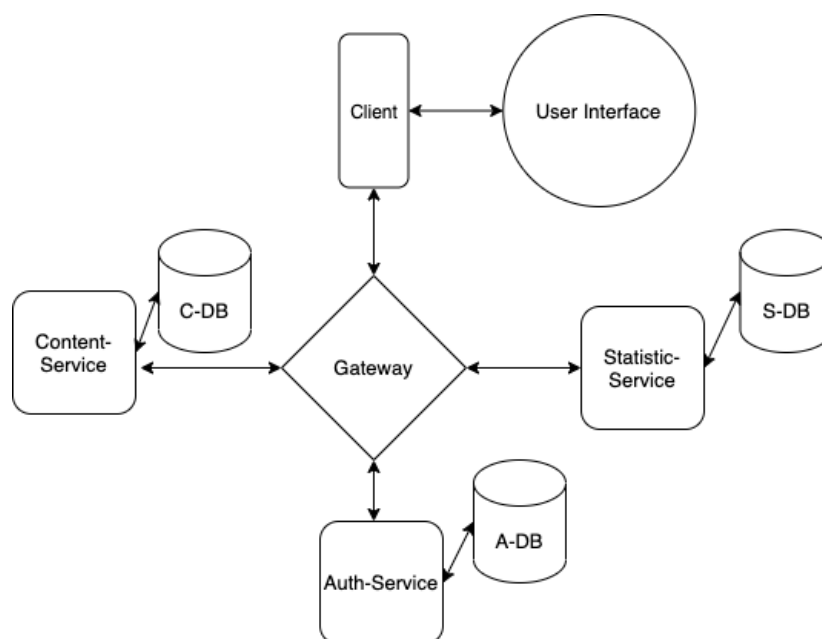 Client
User Interface
C-DB
S-DB
Content-
Service
Gateway
Statistic-
Service
A-DB
Auth-Service